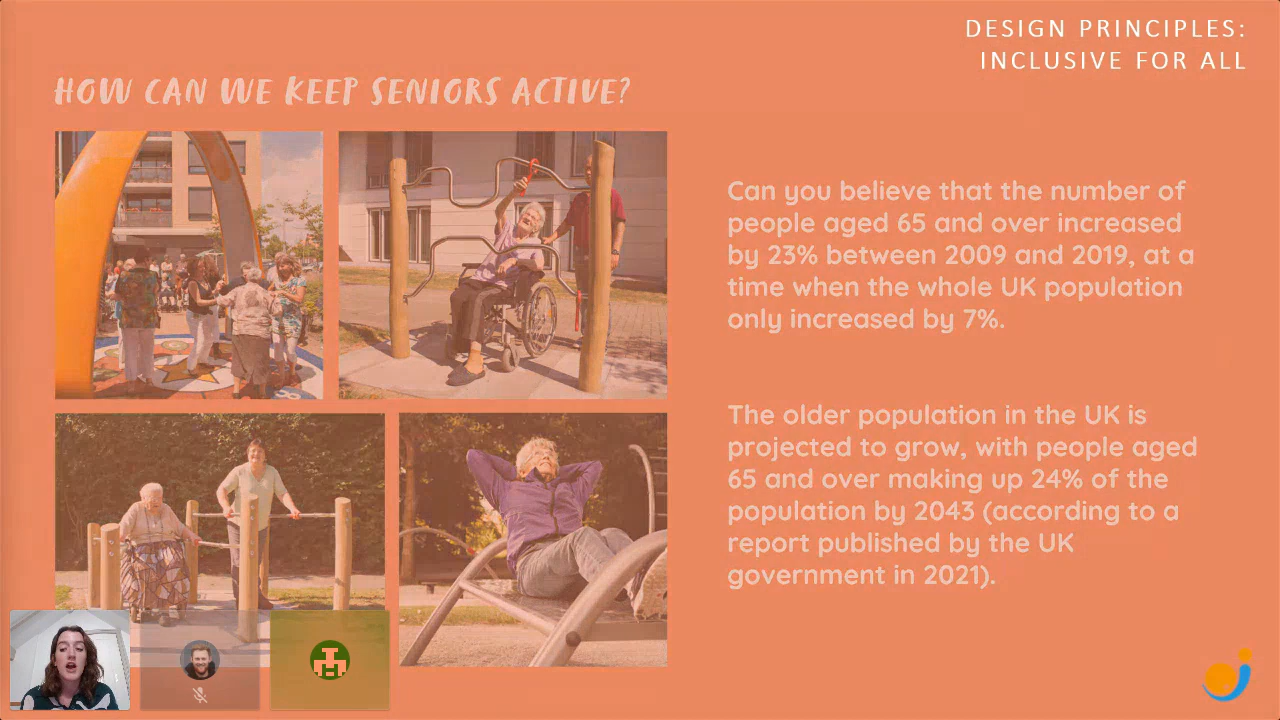 DESIGN PRINCIPLES:
INCLUSIVE FOR ALL
HOW CAN WE KEEP SENIORS ACTIVE?
Can you believe that the number of
people aged 65 and over increased
by 23% between 2009 and 2019, at a
time when the whole UK population
only increased by 7%.
The older population in the UK is
projected to grow, with people aged
65 and over making up 24% of the
population by 2043 (according to a
report published by the UK
government in 2021).